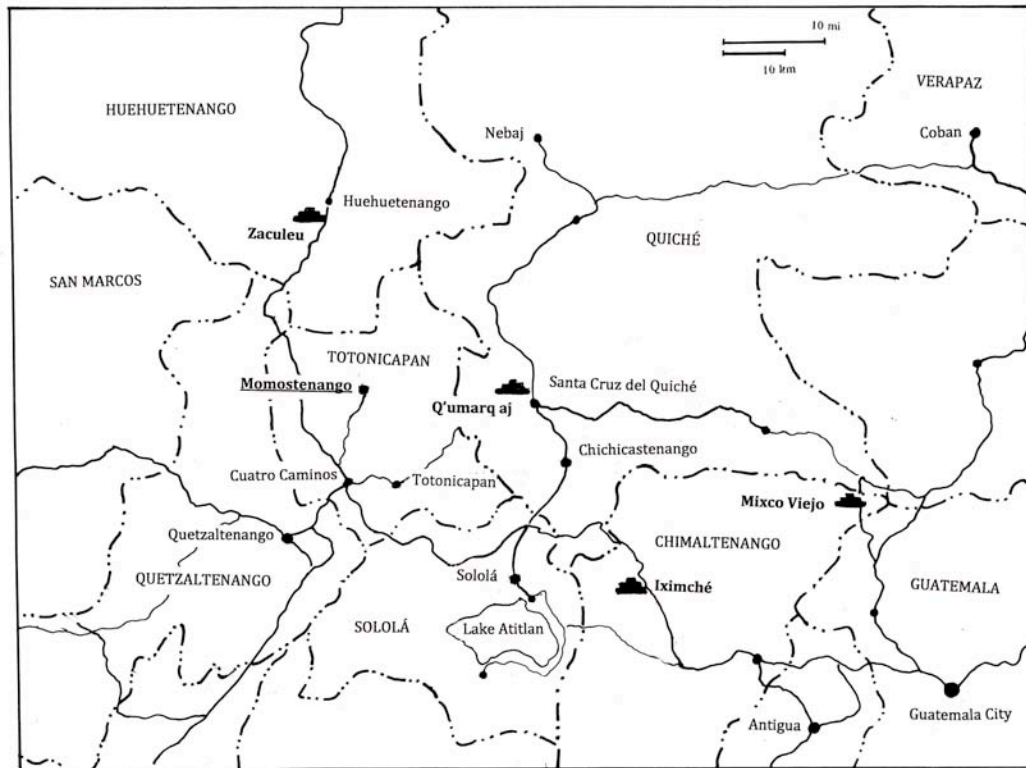 10 mi
10 km
HUEHUETENANGO
VERAPAZ
Nebaj
Coban
Huehuetenango
Zaculeu
QUICHÉ
SAN MARCOS
TOTONICAPAN
Momostenango
Santa Cruz del Quiché
Q'umarq aj
Chichicastenango
Cuatro Caminos
Totonicapan
Mixco Viejo
Quetzaltenango
CHIMALTENANGO
QUETZALTENANGO
Sololá
Iximché
GUATEMALA
SOLOLÁ
Lake Atitlan
Antigua
Guatemala City